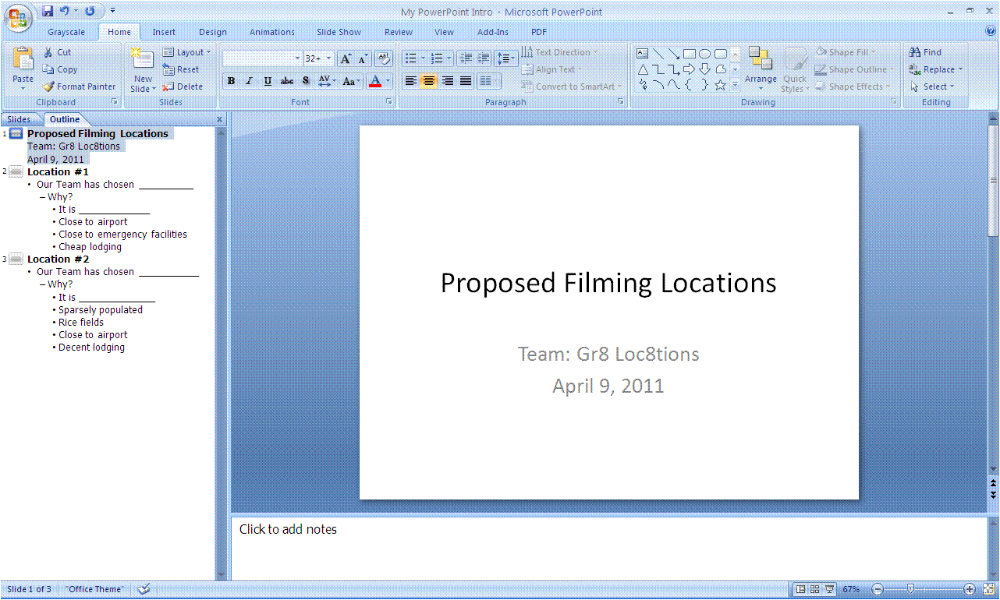 My PowerPoint Intro - Microsoft PowerPoint
Grayscale Home Insert Design Animations Slide Show Review View Add-Ins PDF
Paste
Cut
Copy
Format Painter
Clipboard
New Slide
Layout
Reset
Delete
Slides
32+
B I U abc S AV Aa A
Font
Text Direction
Align Text
Convert to SmartArt
Paragraph
Arrange
Quick Styles
Shape Fill
Shape Outline
Shape Effects
Drawing
Find
Replace
Select
Editing
Slides Outline x
1 Proposed Filming Locations
Team: Gr8 Loc8tions
April 9, 2011
2 Location #1
• Our Team has chosen ___________
– Why?
• It is ______________
• Close to airport
• Close to emergency facilities
• Cheap lodging
3 Location #2
• Our Team has chosen ____________
– Why?
• It is _______________
• Sparsely populated
• Rice fields
• Close to airport
• Decent lodging
Proposed Filming Locations
Team: Gr8 Loc8tions
April 9, 2011
Click to add notes
Slide 1 of 3 "Office Theme" 67%